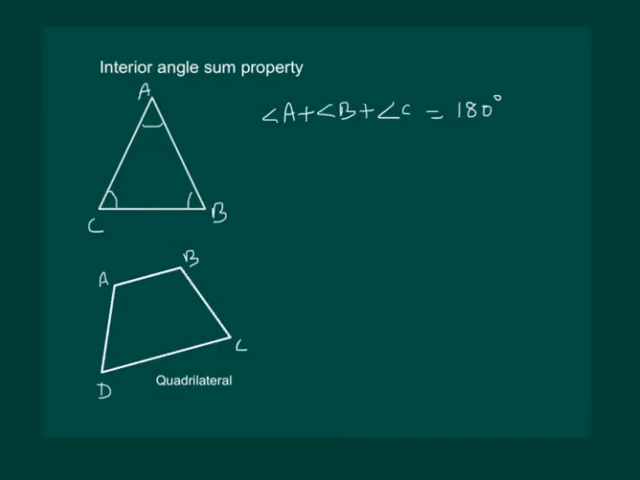 Interior angle sum property
A
∠A+∠B+∠C = 180°
C
B
B
A
C
Quadrilateral
D